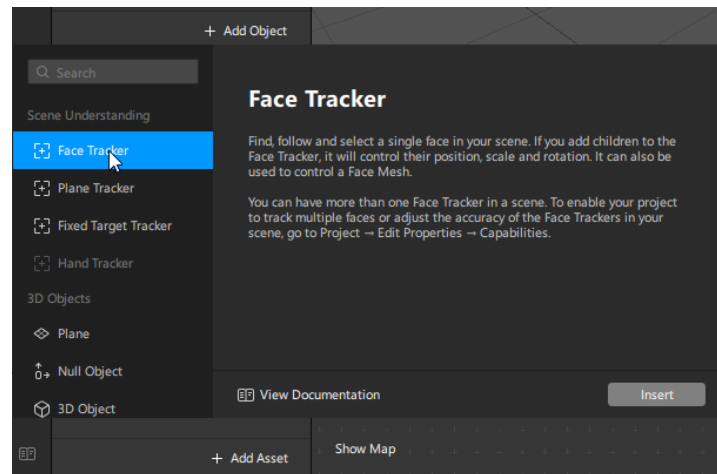 + Add Object
Search
Scene Understanding
Face Tracker
Plane Tracker
Fixed Target Tracker
Hand Tracker
3D Objects
Plane
Null Object
3D Object
Face Tracker
Find, follow and select a single face in your scene. If you add children to the
Face Tracker, it will control their position, scale and rotation. It can also be
used to control a Face Mesh.
You can have more than one Face Tracker in a scene. To enable your project
to track multiple faces or adjust the accuracy of the Face Trackers in your
scene, go to Project → Edit Properties → Capabilities.
View Documentation
Insert
+ Add Asset
Show Map